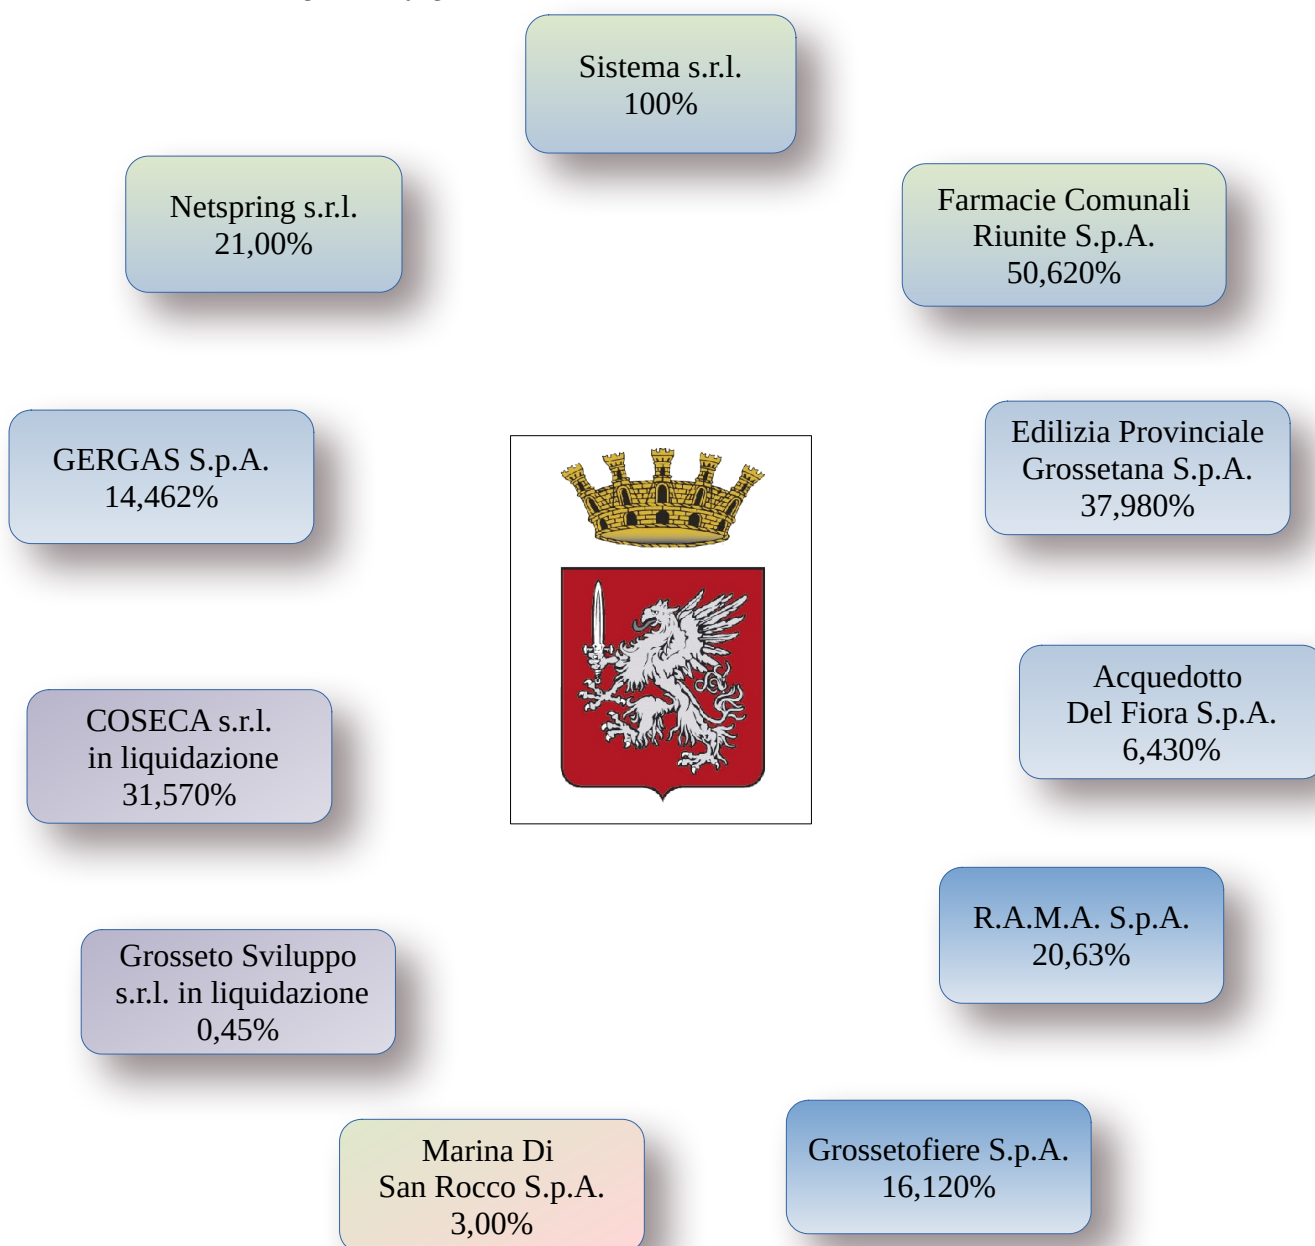 Sistema s.r.l.
100%
Netspring s.r.l.
21,00%
Farmacie Comunali
Riunite S.p.A.
50,620%
GERGAS S.p.A.
14,462%
Edilizia Provinciale
Grossetana S.p.A.
37,980%
Acquedotto
Del Fiora S.p.A.
6,430%
COSECA s.r.l.
in liquidazione
31,570%
R.A.M.A. S.p.A.
20,63%
Grosseto Sviluppo
s.r.l. in liquidazione
0,45%
Grossetofiere S.p.A.
16,120%
Marina Di
San Rocco S.p.A.
3,00%